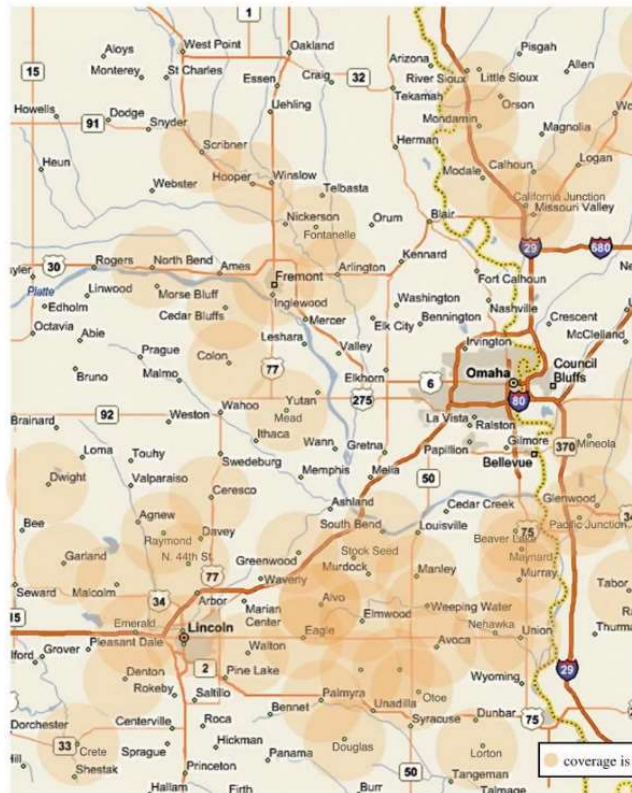 1
Aloys
West Point
Oakland
Arizona
Pisgah
15
Monterey
St Charles
Essen
Craig
32
River Sioux
Little Sioux
Allen
Tekamah
Orson
Howells
Dodge
Uehling
91
Snyder
Mondamin
Magnolia
Herman
Scribner
Heun
Calhoun
Logan
Webster
Hooper
Winslow
Modale
Telbasta
California Junction
Missouri Valley
Nickerson
Orum
Blair
Fontanelle
29
680
30
Rogers
North Bend
Ames
Arlington
Kennard
Fremont
Fort Calhoun
Platte
Linwood
Morse Bluff
Inglewood
Washington
Nashville
Edholm
Cedar Bluffs
Mercer
Bennington
Crescent
Octavia
Abie
Elk City
McClelland
Leshara
Irvington
Prague
Colon
Valley
Council Bluffs
Bruno
Malmo
77
Elkhorn
6
Omaha
Yutan
275
80
92
Wahoo
Mead
Brainard
Weston
La Vista
Ralston
Ithaca
Wann
Gretna
Papillion
Gilmore
370
Mineola
Loma
Touhy
Swedeburg
Bellevue
Dwight
Valparaiso
Memphis
Melia
50
Ceresco
Glenwood
Ashland
Cedar Creek
Agnew
Bee
Davey
South Bend
Louisville
75
Pacific Junction
Raymond
Beaver Lake
Garland
N. 44th St.
Greenwood
Stock Seed
Maynard
77
Murdock
Manley
Murray
Waverly
Seward
Malcolm
Tabor
34
Arbor
Alvo
Marian Center
Weeping Water
Emerald
Elmwood
Nehawka
Lincoln
Eagle
Union
Pleasant Dale
Walton
Avoca
Grover
2
29
Denton
Pine Lake
Wyoming
Rokeby
Saltillo
Palmyra
Otoe
Unadilla
Dorchester
Roca
Bennet
Dunbar
Centerville
Syracuse
75
33
Hickman
Douglas
Crete
Sprague
Panama
Lorton
Shestak
Princeton
50
Tangeman
Hallam
Firth
Burr
Talmage
coverage is